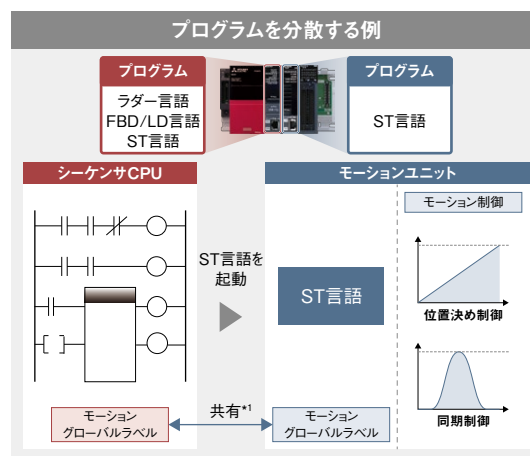 プログラムを分散する例
プログラム
ラダー言語
FBD/LD言語
ST言語
プログラム
ST言語
シーケンサCPU
モーションユニット
ST言語を
起動
ST言語
モーション制御
位置決め制御
同期制御
モーション
グローバルラベル
共有*1
モーション
グローバルラベル